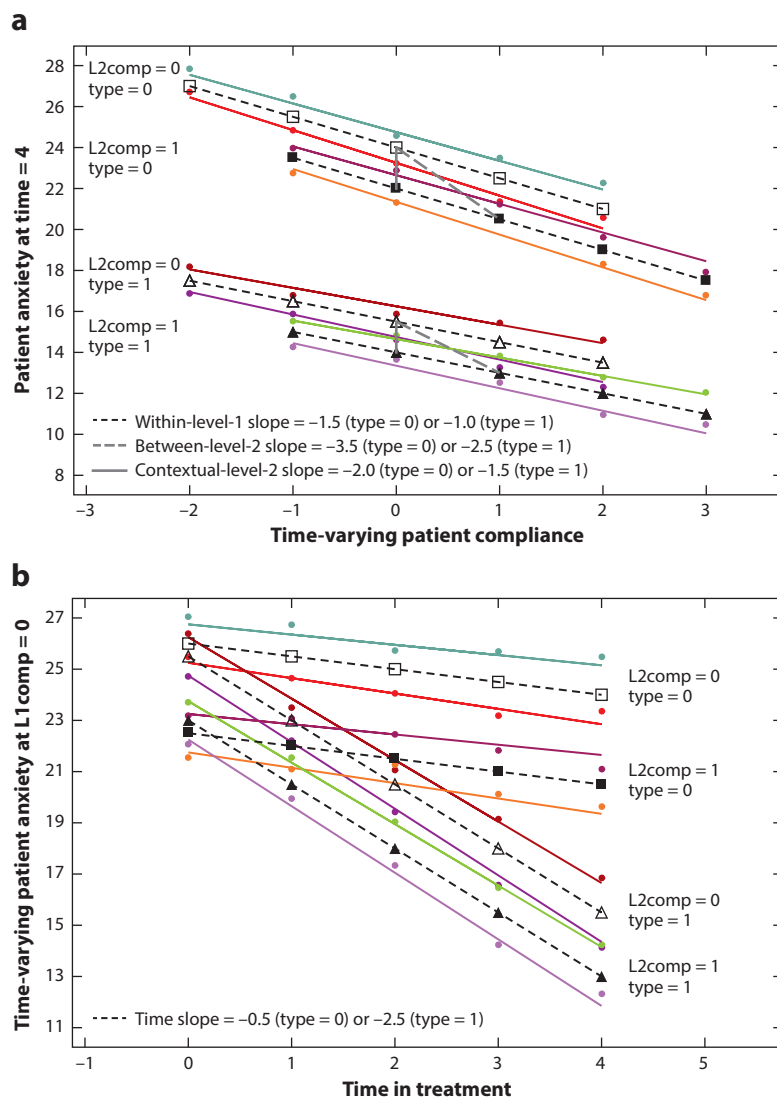 a
28
26
24
22
20
18
16
14
12
10
8
Patient anxiety at time = 4
L2comp = 0
type = 0
L2comp = 1
type = 0
L2comp = 0
type = 1
L2comp = 1
type = 1
Within-level-1 slope = –1.5 (type = 0) or –1.0 (type = 1)
Between-level-2 slope = –3.5 (type = 0) or –2.5 (type = 1)
Contextual-level-2 slope = –2.0 (type = 0) or –1.5 (type = 1)
–3 –2 –1 0 1 2 3
Time-varying patient compliance
b
27
25
23
21
19
17
15
13
11
Time-varying patient anxiety at L1comp = 0
L2comp = 0
type = 0
L2comp = 1
type = 0
L2comp = 0
type = 1
L2comp = 1
type = 1
Time slope = –0.5 (type = 0) or –2.5 (type = 1)
–1 0 1 2 3 4 5
Time in treatment